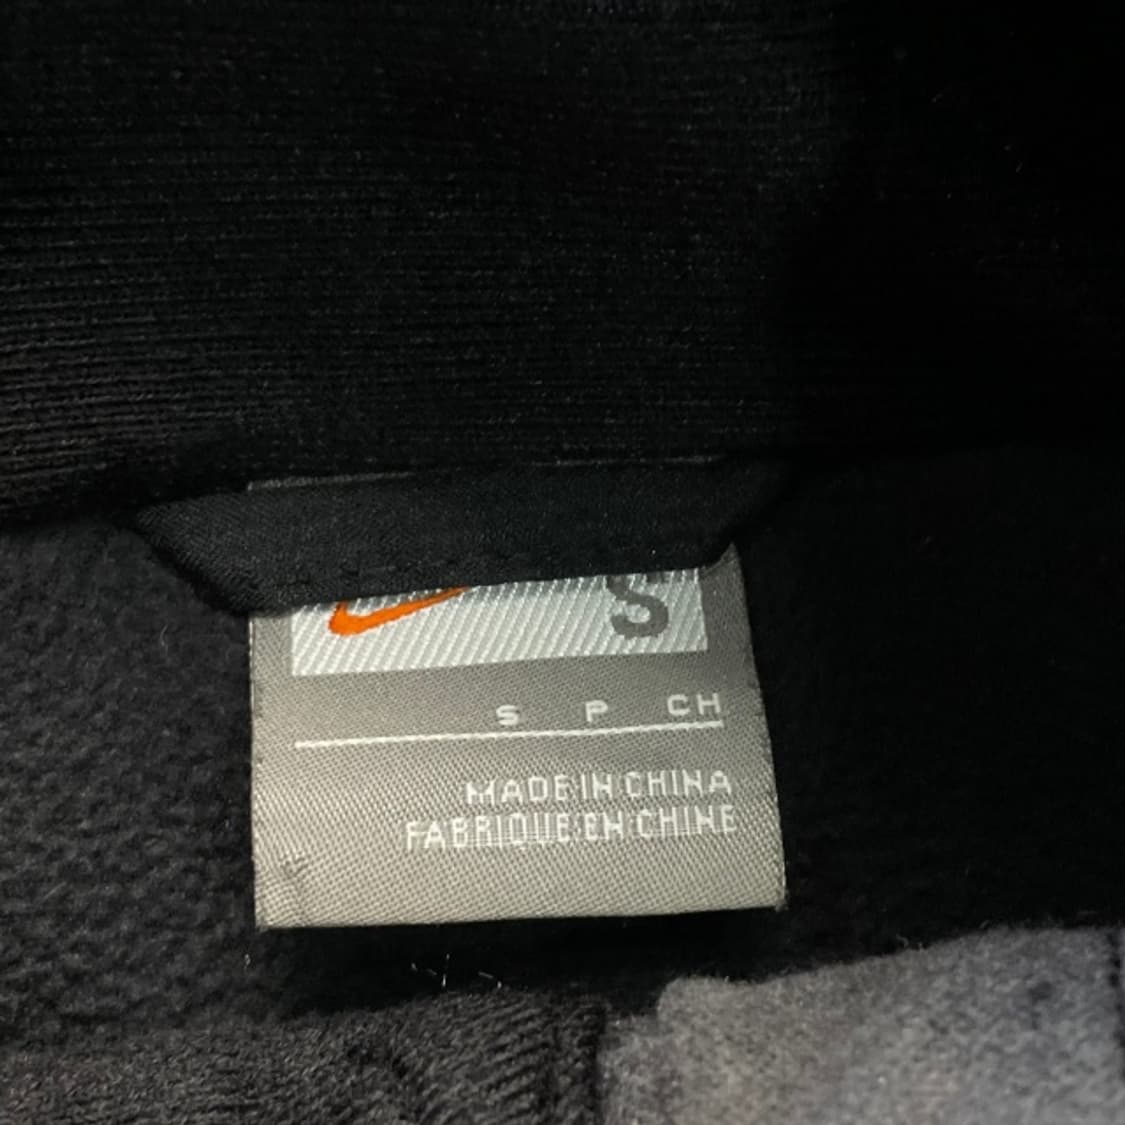 S
S P CH
MADE IN CHINA
FABRIQUE EN CHINE